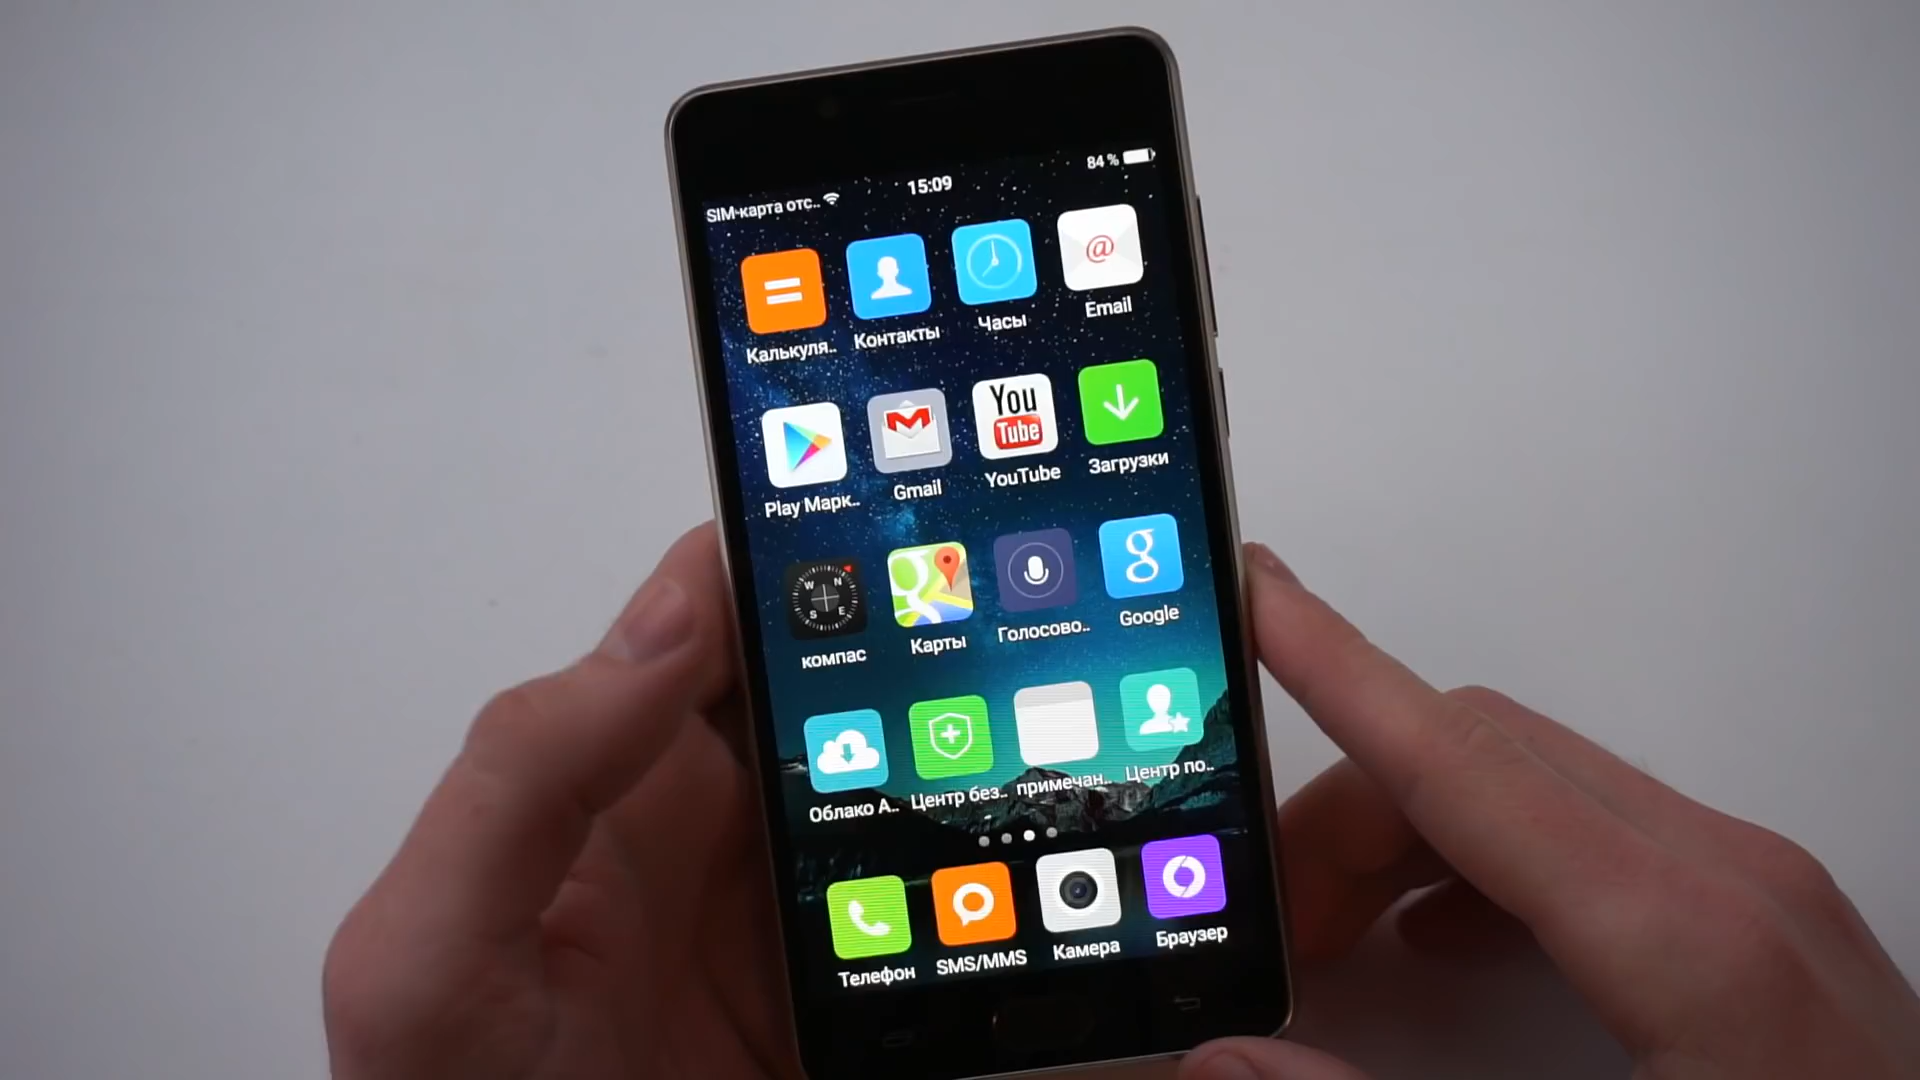 SIM-карта отс..
15:09
84 %
Калькуля..
Контакты
Часы
@
Email
Play Марк..
Gmail
You
Tube
YouTube
Загрузки
W N
S E
компас
Карты
Голосово..
g
Google
Облако А..
Центр без..
примечан..
Центр по..
Телефон
SMS/MMS
Камера
Браузер